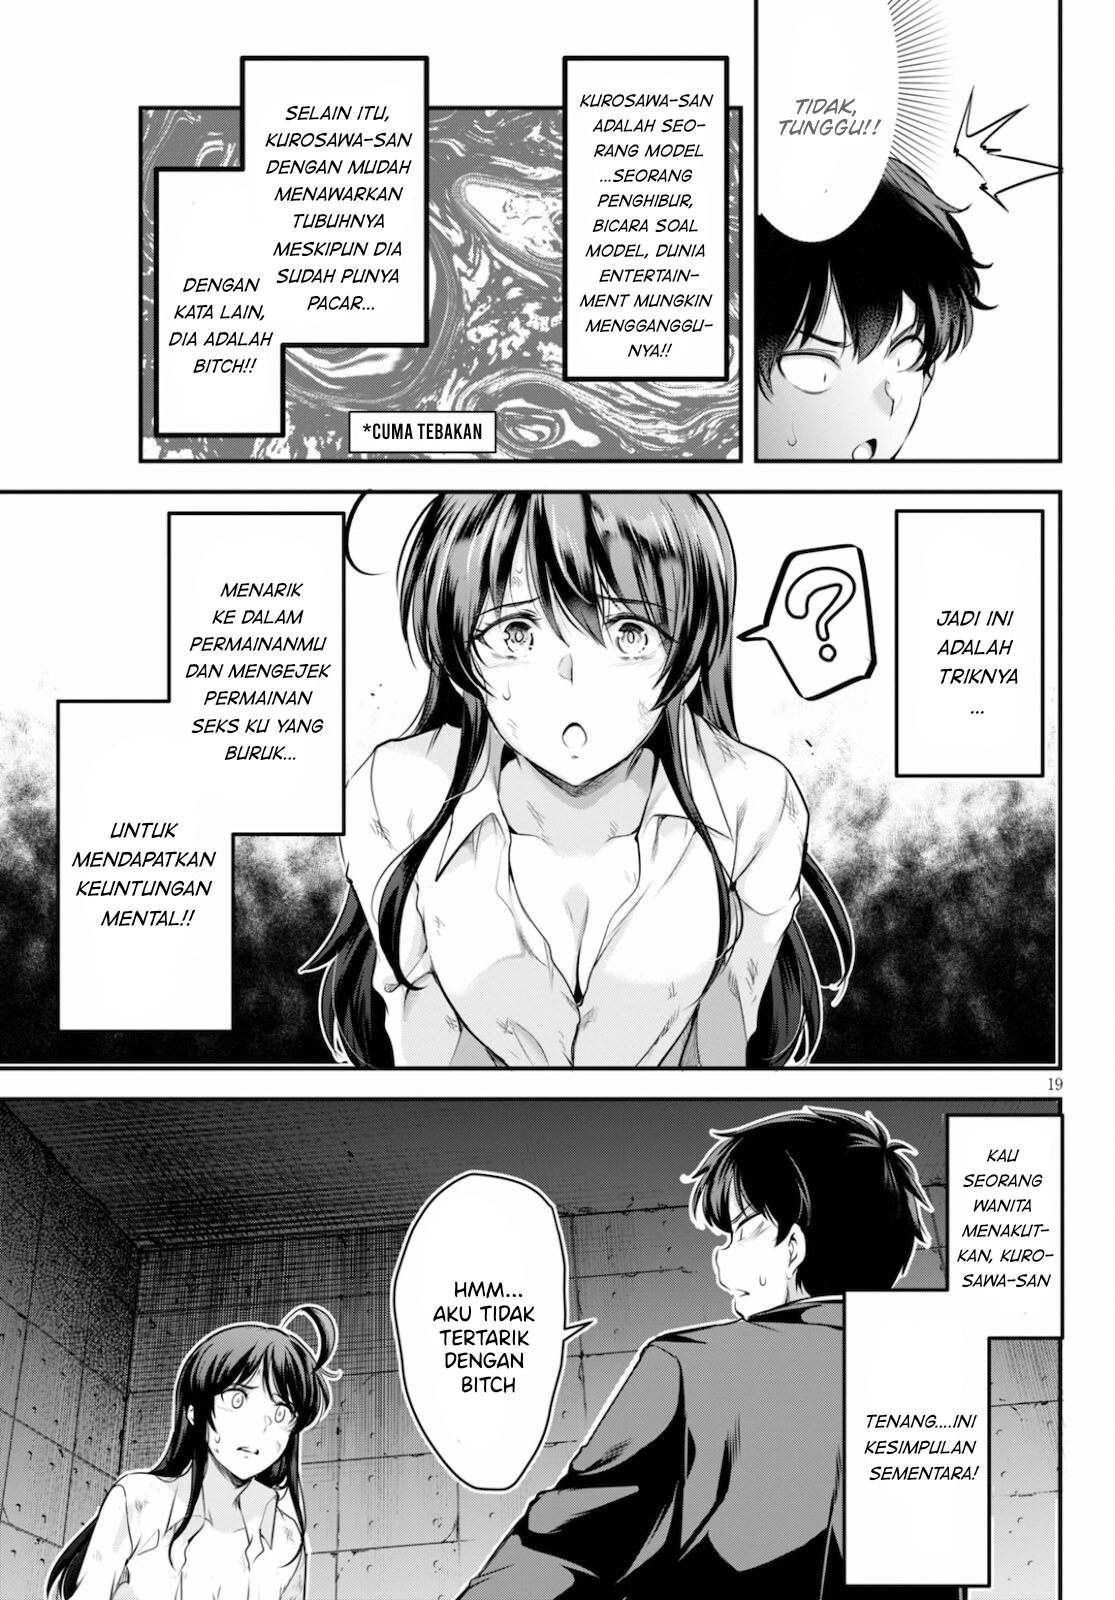 TIDAK,
TUNGGU!!
KUROSAWA-SAN
ADALAH SEO-
RANG MODEL
...SEORANG
PENGHIBUR,
BICARA SOAL
MODEL, DUNIA
ENTERTAIN-
MENT MUNGKIN
MENGGANGGU-
NYA!!
SELAIN ITU,
KUROSAWA-SAN
DENGAN MUDAH
MENAWARKAN
TUBUHNYA
MESKIPUN DIA
SUDAH PUNYA
PACAR...
DENGAN
KATA LAIN,
DIA ADALAH
BITCH!!
*CUMA TEBAKAN
JADI INI
ADALAH
TRIKNYA
...
?
MENARIK
KE DALAM
PERMAINANMU
DAN MENGEJEK
PERMAINAN
SEKS KU YANG
BURUK...
UNTUK
MENDAPATKAN
KEUNTUNGAN
MENTAL!!
19
KAU
SEORANG
WANITA
MENAKUT-
KAN, KURO-
SAWA-SAN
TENANG....INI
KESIMPULAN
SEMENTARA!
HMM...
AKU TIDAK
TERTARIK
DENGAN
BITCH